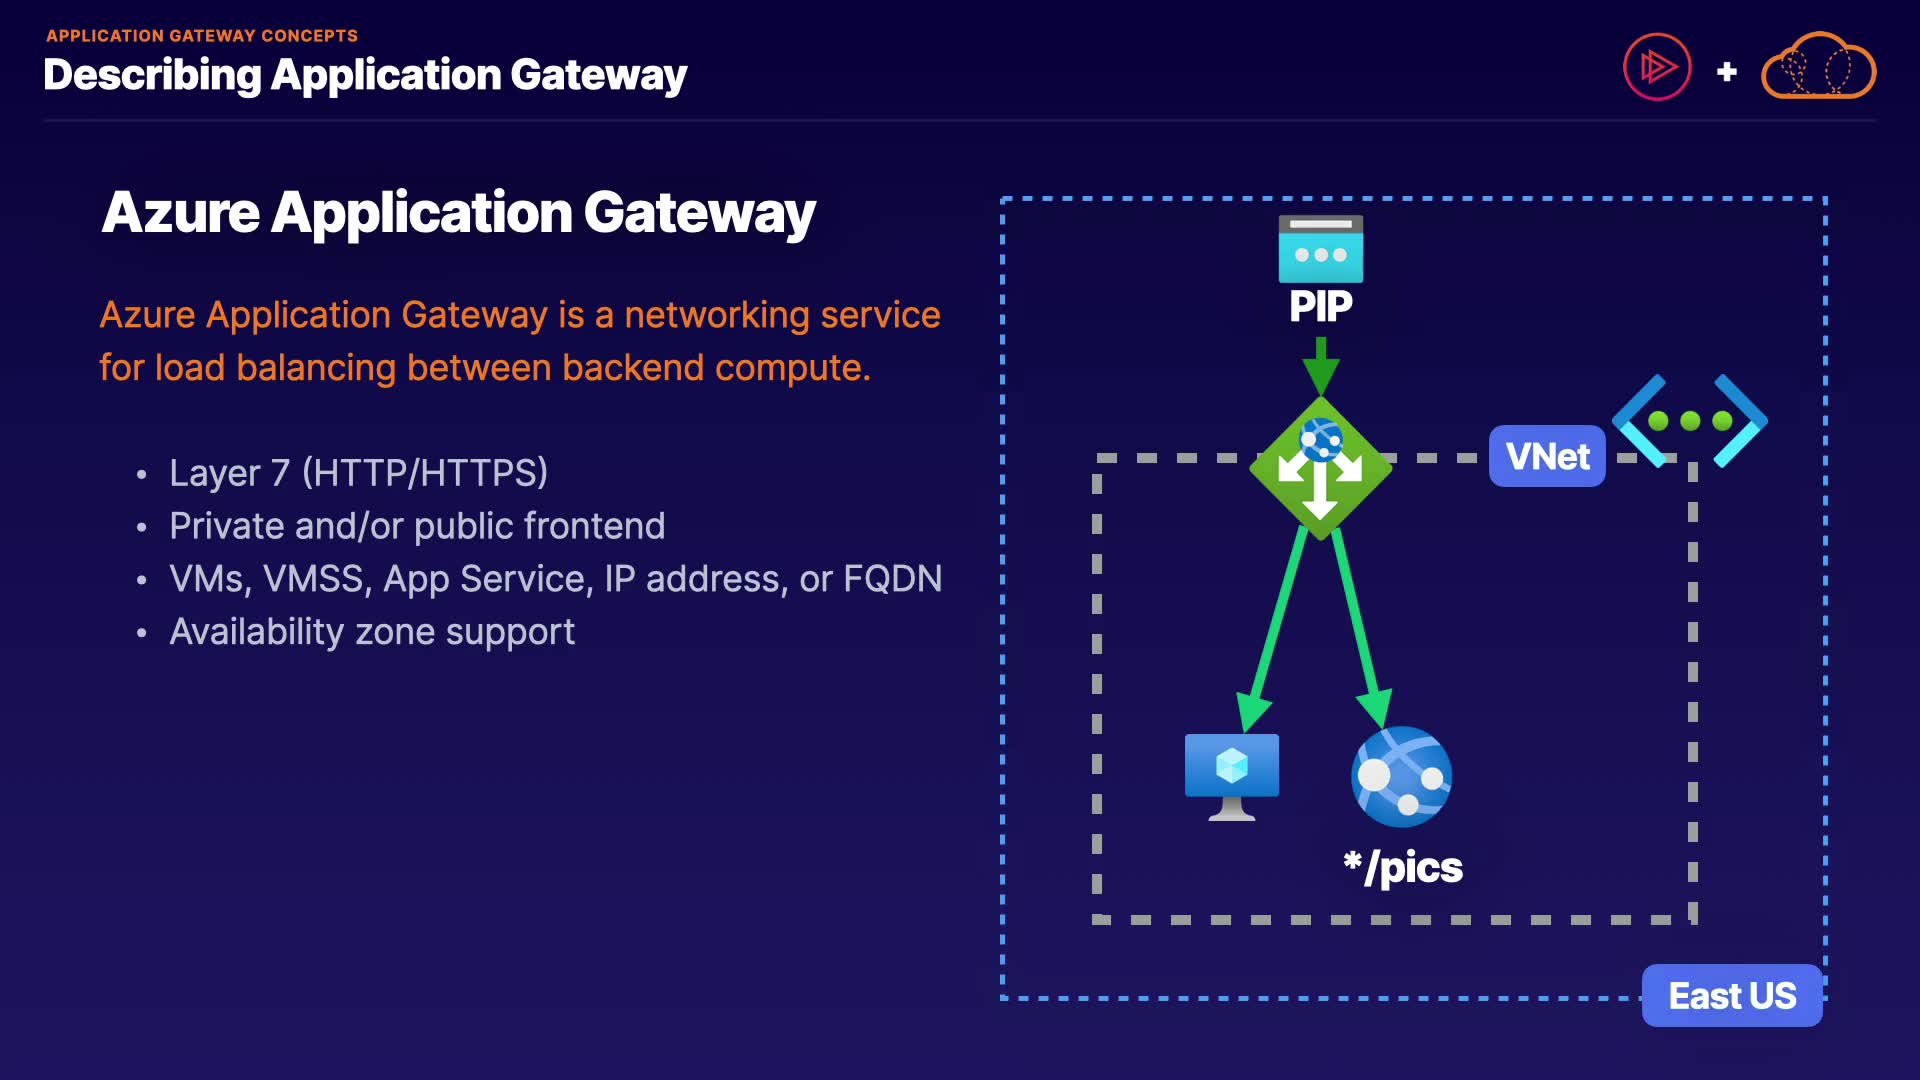 APPLICATION GATEWAY CONCEPTS
Describing Application Gateway
Azure Application Gateway
Azure Application Gateway is a networking service
for load balancing between backend compute.
• Layer 7 (HTTP/HTTPS)
• Private and/or public frontend
• VMs, VMSS, App Service, IP address, or FQDN
• Availability zone support
PIP
VNet
*/pics
East US